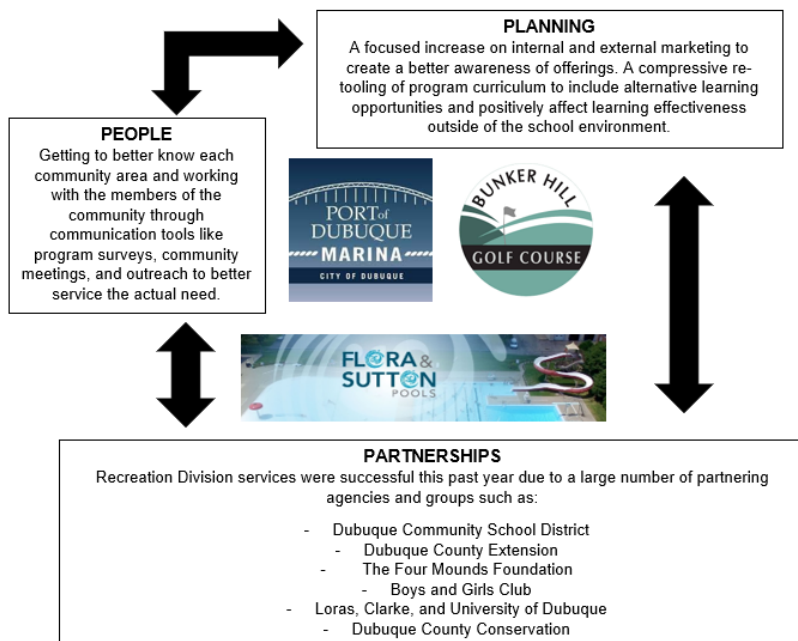 PLANNING
A focused increase on internal and external marketing to
create a better awareness of offerings. A compressive re-
tooling of program curriculum to include alternative learning
opportunities and positively affect learning effectiveness
outside of the school environment.
PEOPLE
Getting to better know each
community area and working
with the members of the
community through
communication tools like
program surveys, community
meetings, and outreach to better
service the actual need.
PORT of
DUBUQUE
MARINA
CITY OF DUBUQUE
BUNKER HILL
GOLF COURSE
FLORA &
SUTTON
POOLS
PARTNERSHIPS
Recreation Division services were successful this past year due to a large number of partnering
agencies and groups such as:
- Dubuque Community School District
- Dubuque County Extension
- The Four Mounds Foundation
- Boys and Girls Club
- Loras, Clarke, and University of Dubuque
- Dubuque County Conservation